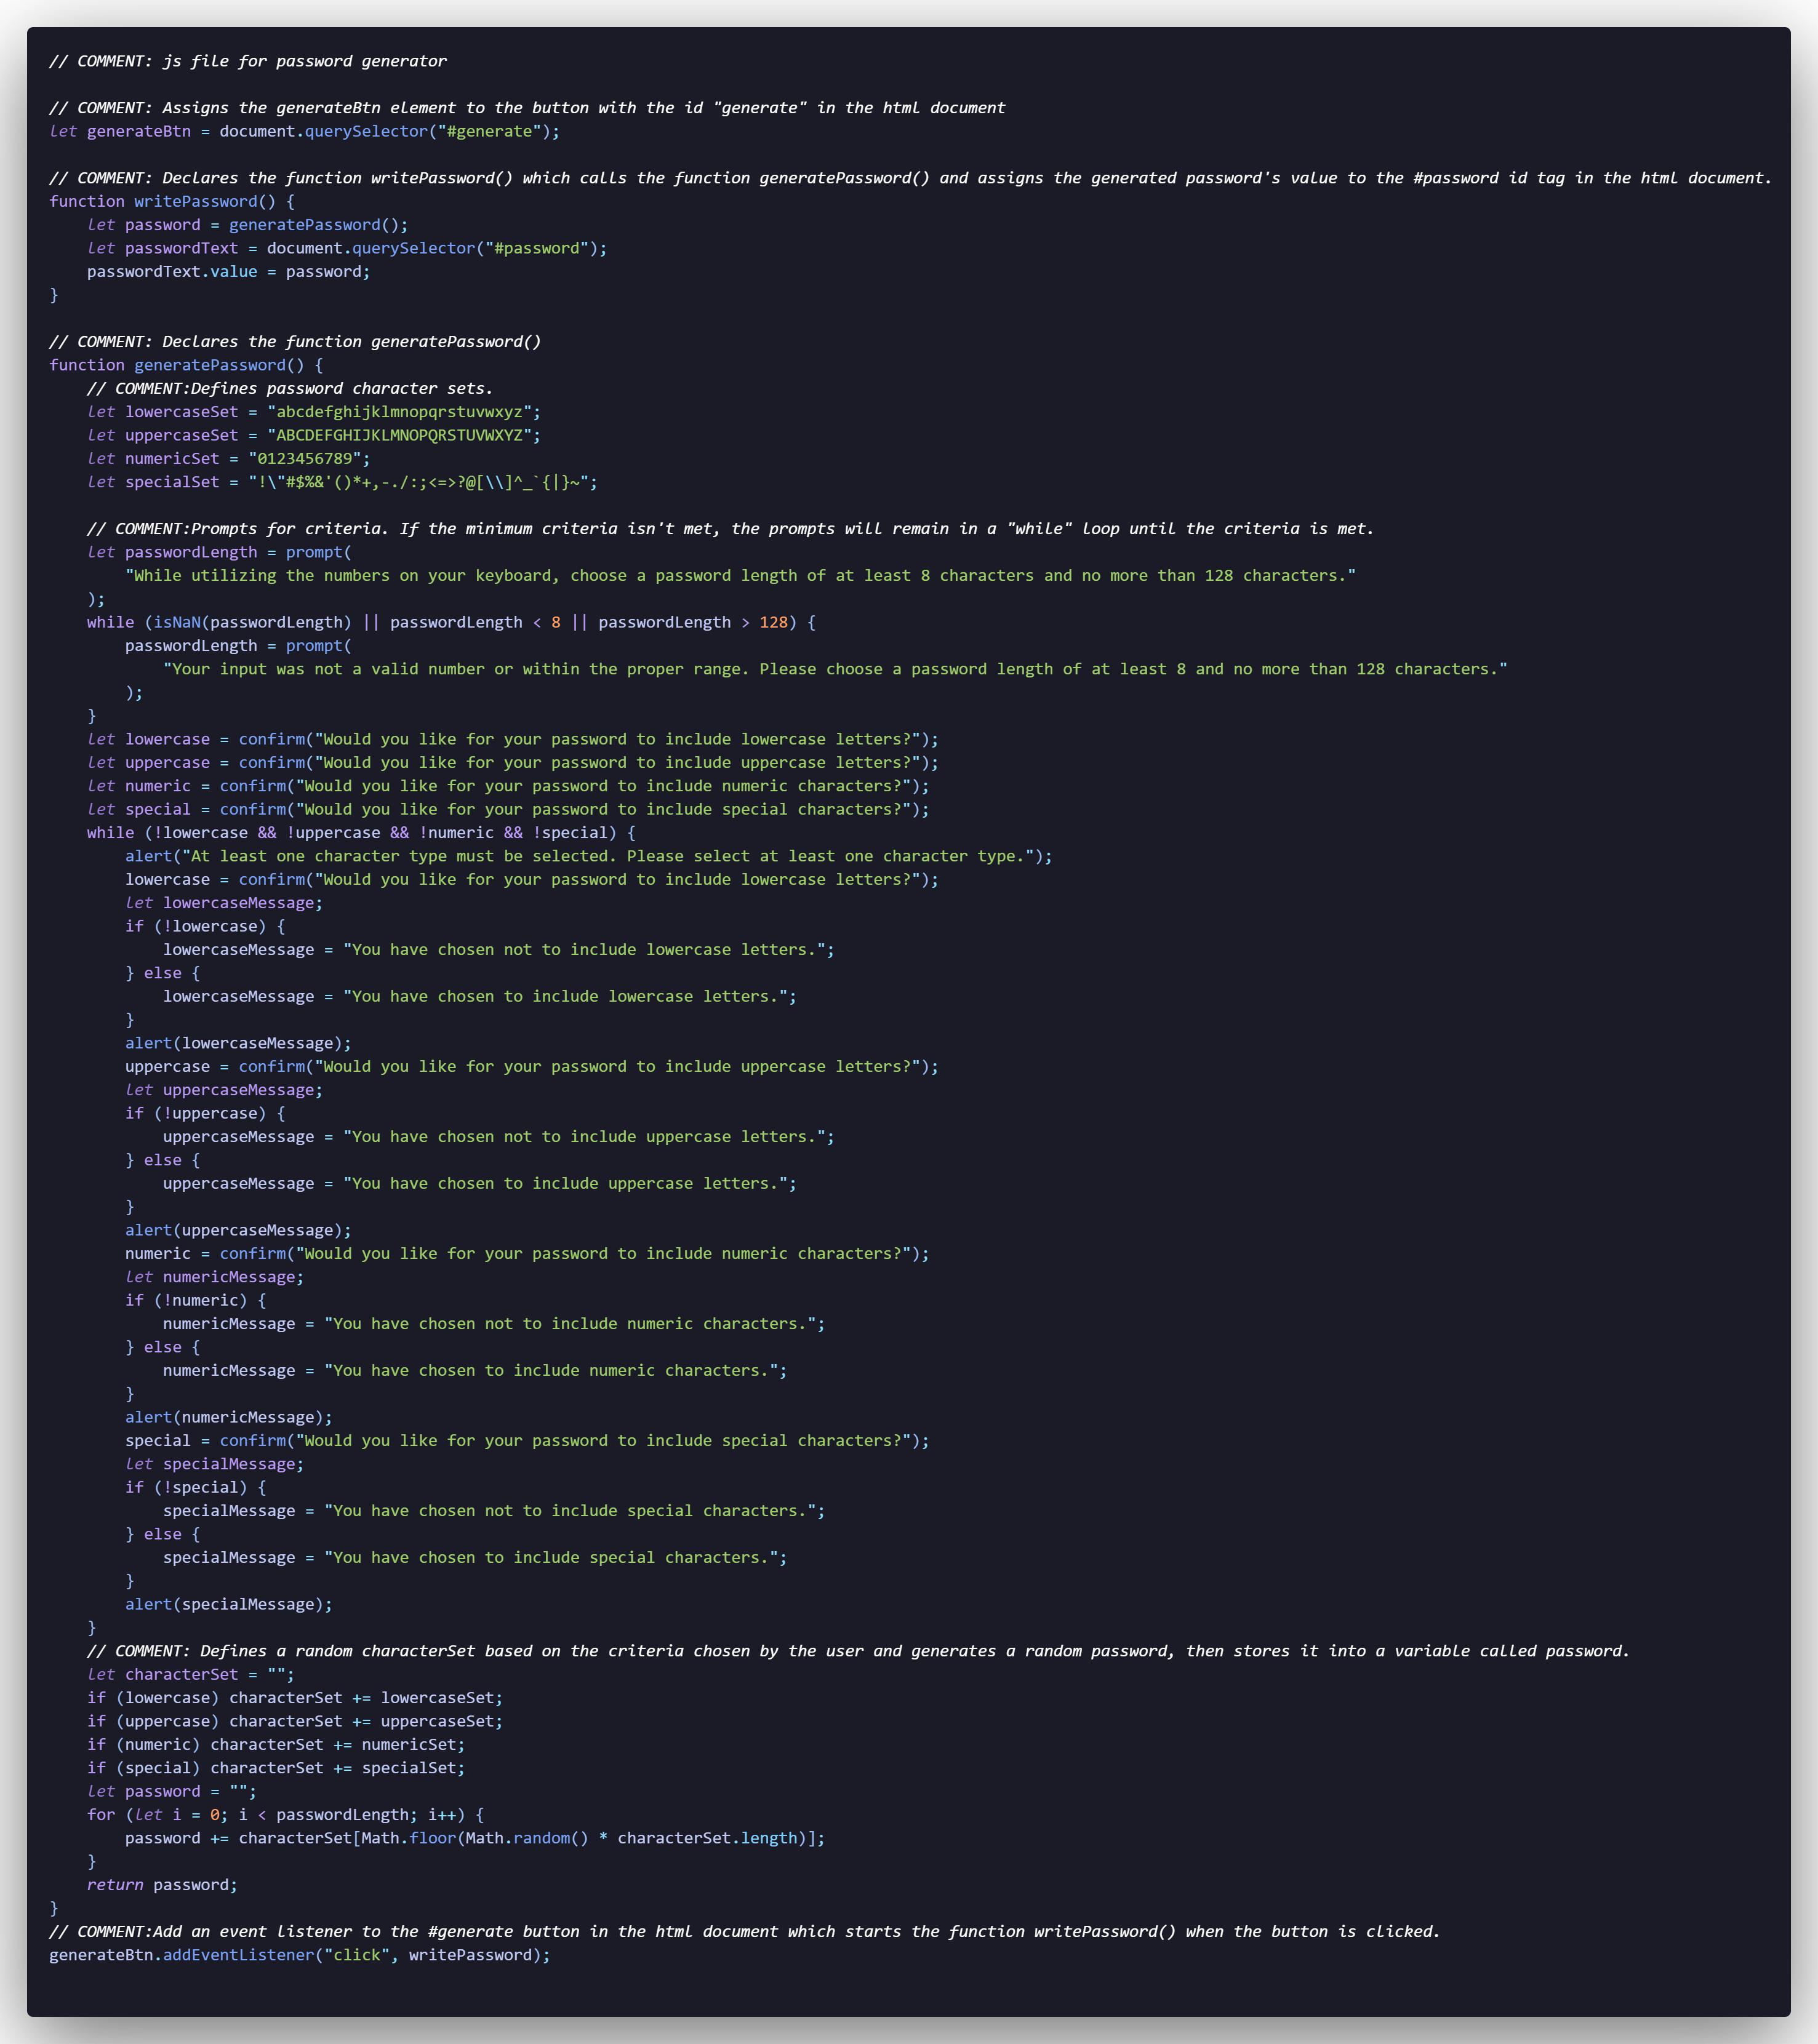 // COMMENT: js file for password generator

// COMMENT: Assigns the generateBtn element to the button with the id "generate" in the html document
let generateBtn = document.querySelector("#generate");

// COMMENT: Declares the function writePassword() which calls the function generatePassword() and assigns the generated password's value to the #password id tag in the html document.
function writePassword() {
    let password = generatePassword();
    let passwordText = document.querySelector("#password");
    passwordText.value = password;
}

// COMMENT: Declares the function generatePassword()
function generatePassword() {
    // COMMENT:Defines password character sets.
    let lowercaseSet = "abcdefghijklmnopqrstuvwxyz";
    let uppercaseSet = "ABCDEFGHIJKLMNOPQRSTUVWXYZ";
    let numericSet = "0123456789";
    let specialSet = "!\"#$%&'()*+,-./:;<=>?@[\\]^_`{|}~";

    // COMMENT:Prompts for criteria. If the minimum criteria isn't met, the prompts will remain in a "while" loop until the criteria is met.
    let passwordLength = prompt(
        "While utilizing the numbers on your keyboard, choose a password length of at least 8 characters and no more than 128 characters."
    );
    while (isNaN(passwordLength) || passwordLength < 8 || passwordLength > 128) {
        passwordLength = prompt(
            "Your input was not a valid number or within the proper range. Please choose a password length of at least 8 and no more than 128 characters."
        );
    }
    let lowercase = confirm("Would you like for your password to include lowercase letters?");
    let uppercase = confirm("Would you like for your password to include uppercase letters?");
    let numeric = confirm("Would you like for your password to include numeric characters?");
    let special = confirm("Would you like for your password to include special characters?");
    while (!lowercase && !uppercase && !numeric && !special) {
        alert("At least one character type must be selected. Please select at least one character type.");
        lowercase = confirm("Would you like for your password to include lowercase letters?");
        let lowercaseMessage;
        if (!lowercase) {
            lowercaseMessage = "You have chosen not to include lowercase letters.";
        } else {
            lowercaseMessage = "You have chosen to include lowercase letters.";
        }
        alert(lowercaseMessage);
        uppercase = confirm("Would you like for your password to include uppercase letters?");
        let uppercaseMessage;
        if (!uppercase) {
            uppercaseMessage = "You have chosen not to include uppercase letters.";
        } else {
            uppercaseMessage = "You have chosen to include uppercase letters.";
        }
        alert(uppercaseMessage);
        numeric = confirm("Would you like for your password to include numeric characters?");
        let numericMessage;
        if (!numeric) {
            numericMessage = "You have chosen not to include numeric characters.";
        } else {
            numericMessage = "You have chosen to include numeric characters.";
        }
        alert(numericMessage);
        special = confirm("Would you like for your password to include special characters?");
        let specialMessage;
        if (!special) {
            specialMessage = "You have chosen not to include special characters.";
        } else {
            specialMessage = "You have chosen to include special characters.";
        }
        alert(specialMessage);
    }
    // COMMENT: Defines a random characterSet based on the criteria chosen by the user and generates a random password, then stores it into a variable called password.
    let characterSet = "";
    if (lowercase) characterSet += lowercaseSet;
    if (uppercase) characterSet += uppercaseSet;
    if (numeric) characterSet += numericSet;
    if (special) characterSet += specialSet;
    let password = "";
    for (let i = 0; i < passwordLength; i++) {
        password += characterSet[Math.floor(Math.random() * characterSet.length)];
    }
    return password;
}
// COMMENT:Add an event listener to the #generate button in the html document which starts the function writePassword() when the button is clicked.
generateBtn.addEventListener("click", writePassword);